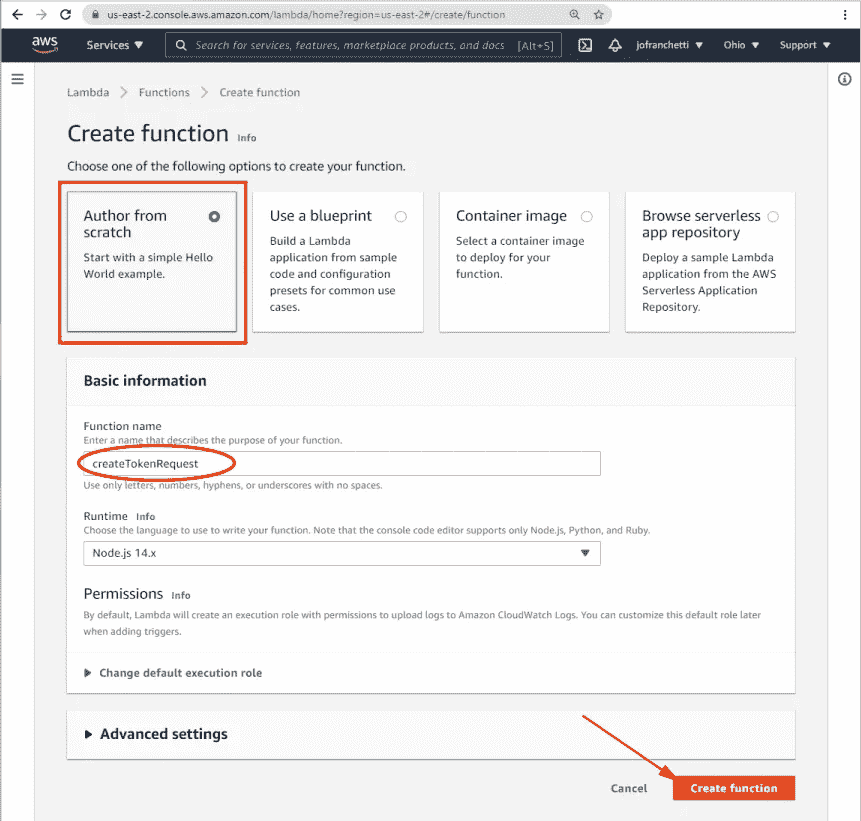 us-east-2.console.aws.amazon.com/lambda/home?region=us-east-2#/create/function
aws Services ▼ Search for services, features, marketplace products, and docs [Alt+S] jofranchetti ▼ Ohio ▼ Support ▼
Lambda > Functions > Create function
Create function Info
Choose one of the following options to create your function.
Author from
scratch
Start with a simple Hello
World example.
Use a blueprint
Build a Lambda
application from sample
code and configuration
presets for common use
cases.
Container image
Select a container image
to deploy for your
function.
Browse serverless
app repository
Deploy a sample Lambda
application from the AWS
Serverless Application
Repository.
Basic information
Function name
Enter a name that describes the purpose of your function.
createTokenRequest
Use only letters, numbers, hyphens, or underscores with no spaces.
Runtime Info
Choose the language to use to write your function. Note that the console code editor supports only Node.js, Python, and Ruby.
Node.js 14.x
Permissions Info
By default, Lambda will create an execution role with permissions to upload logs to Amazon CloudWatch Logs. You can customize this default role later
when adding triggers.
Change default execution role
Advanced settings
Cancel Create function